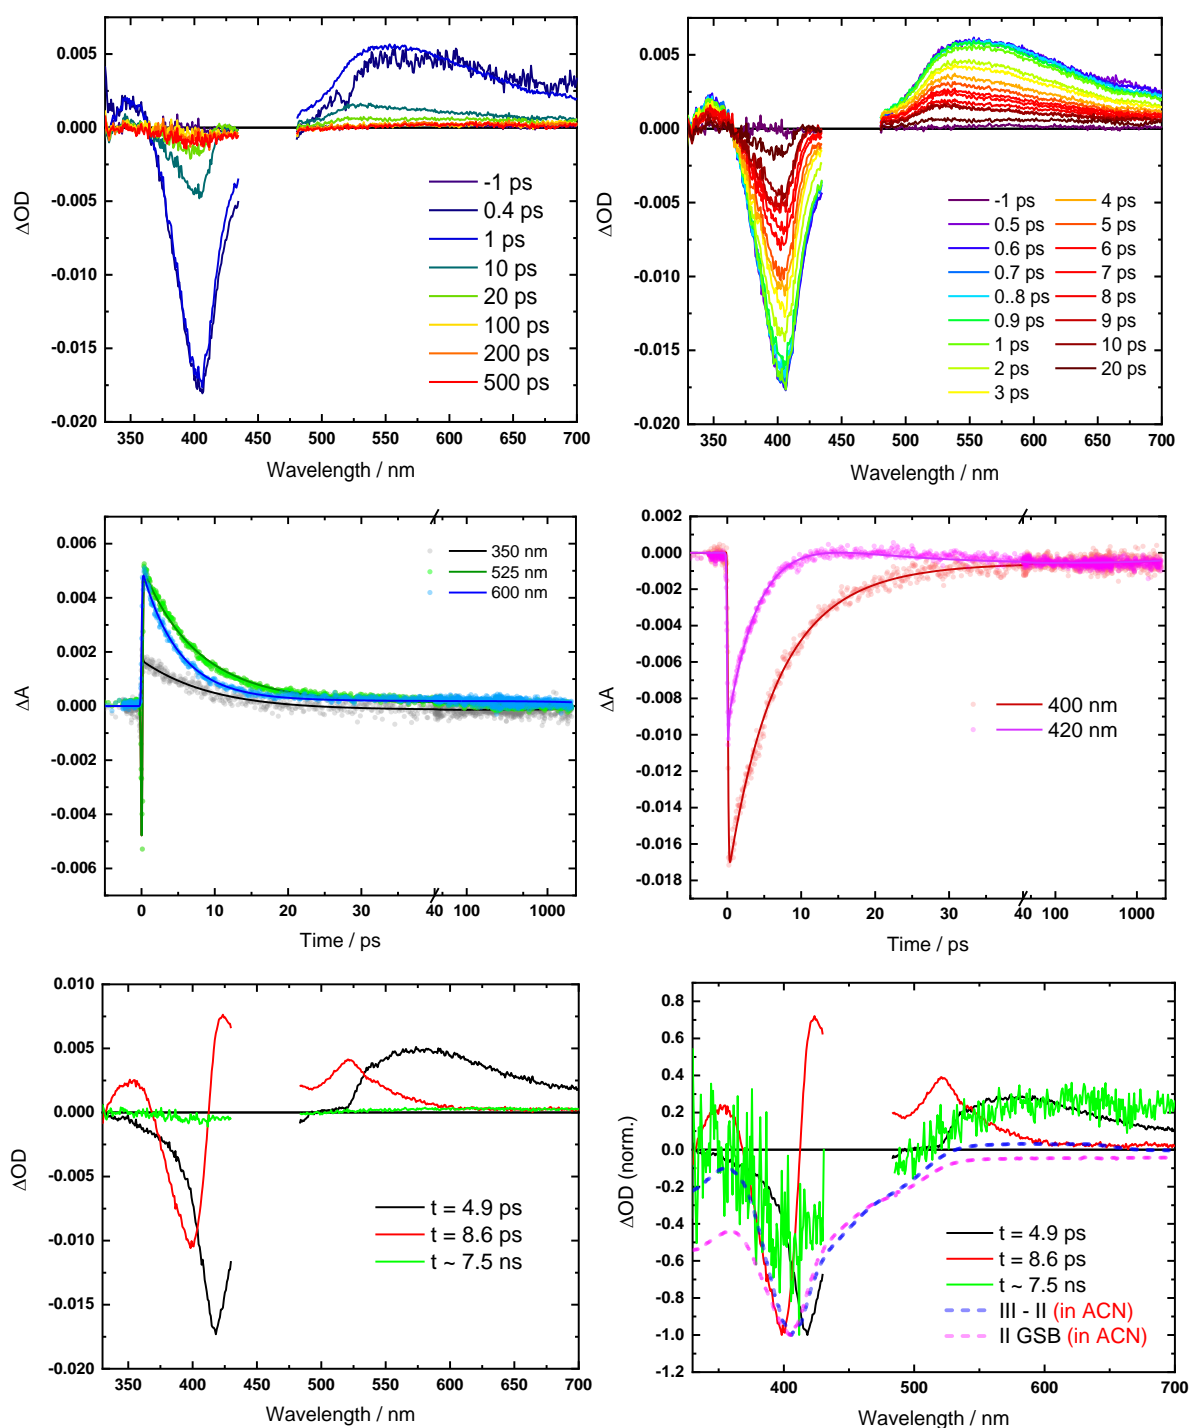 0.005
0.000
-0.005
-0.010
-0.015
-0.020
ΔOD
-1 ps
0.4 ps
1 ps
10 ps
20 ps
100 ps
200 ps
500 ps
350 400 450 500 550 600 650 700
Wavelength / nm
0.005
0.000
-0.005
-0.010
-0.015
-0.020
ΔOD
-1 ps
0.5 ps
0.6 ps
0.7 ps
0..8 ps
0.9 ps
1 ps
2 ps
3 ps
4 ps
5 ps
6 ps
7 ps
8 ps
9 ps
10 ps
20 ps
350 400 450 500 550 600 650 700
Wavelength / nm
0.006
0.004
0.002
0.000
-0.002
-0.004
-0.006
ΔA
350 nm
525 nm
600 nm
0 10 20 30 40 100 1000
Time / ps
0.002
0.000
-0.002
-0.004
-0.006
-0.008
-0.010
-0.012
-0.014
-0.016
-0.018
ΔA
400 nm
420 nm
0 10 20 30 40 100 1000
Time / ps
0.010
0.005
0.000
-0.005
-0.010
-0.015
-0.020
ΔOD
t = 4.9 ps
t = 8.6 ps
t ~ 7.5 ns
350 400 450 500 550 600 650 700
Wavelength / nm
0.8
0.6
0.4
0.2
0.0
-0.2
-0.4
-0.6
-0.8
-1.0
-1.2
ΔOD (norm.)
t = 4.9 ps
t = 8.6 ps
t ~ 7.5 ns
III - II (in ACN)
II GSB (in ACN)
400 500 600 700
Wavelength / nm